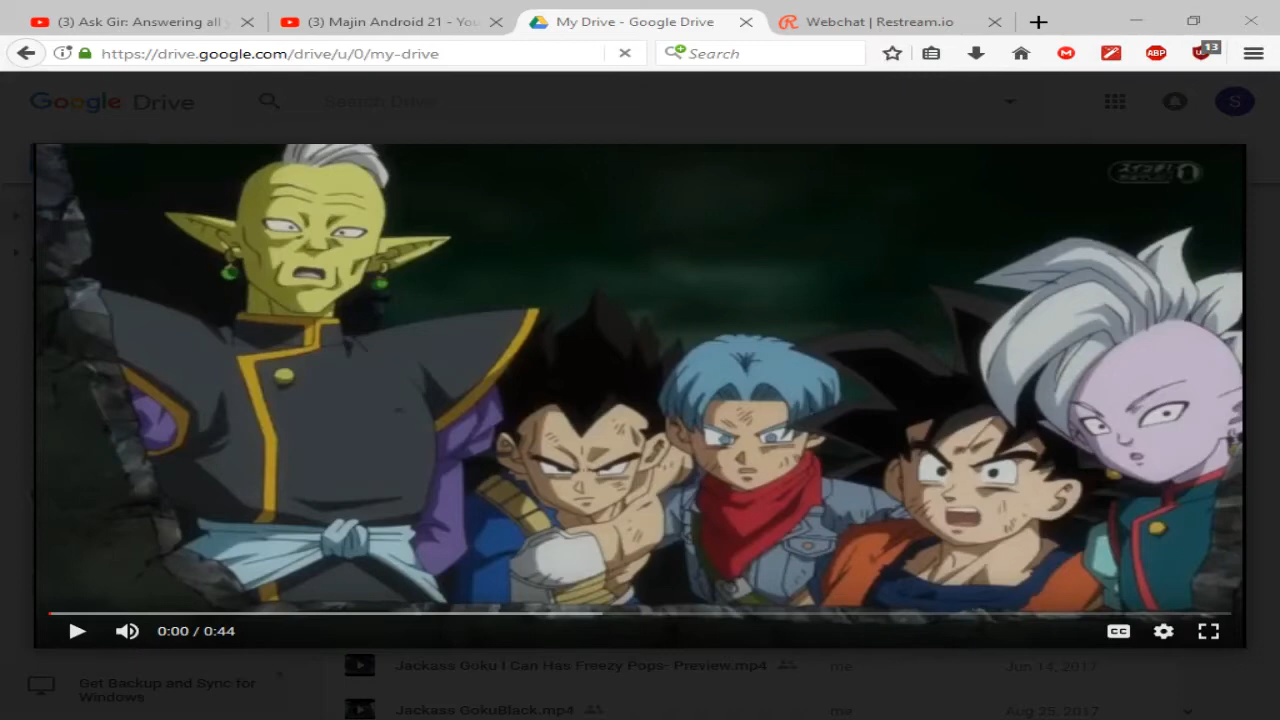 (3) Ask Gir: Answering all
(3) Majin Android 21 - You
My Drive - Google Drive
Webchat | Restream.io
https://drive.google.com/drive/u/0/my-drive
Search
ABP
13
Google Drive
Search Drive
S
0:00 / 0:44
CC
Jackass Goku I Can Has Freezy Pops- Preview.mp4 me Jun 14, 2017
Get Backup and Sync for
Windows
Jackass GokuBlack.mp4 me Aug 25, 2017